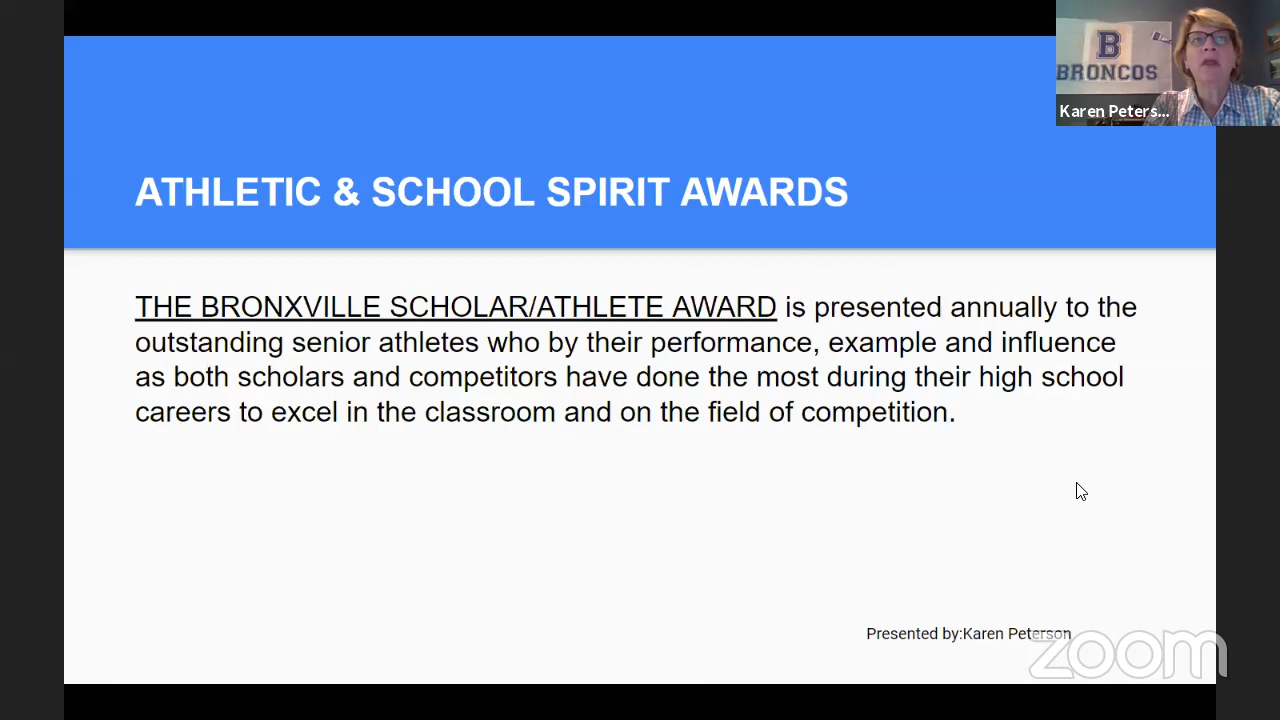 B
BRONCOS
Karen Peters...
ATHLETIC & SCHOOL SPIRIT AWARDS
THE BRONXVILLE SCHOLAR/ATHLETE AWARD is presented annually to the
outstanding senior athletes who by their performance, example and influence
as both scholars and competitors have done the most during their high school
careers to excel in the classroom and on the field of competition.
Presented by:Karen Peterson
zoom